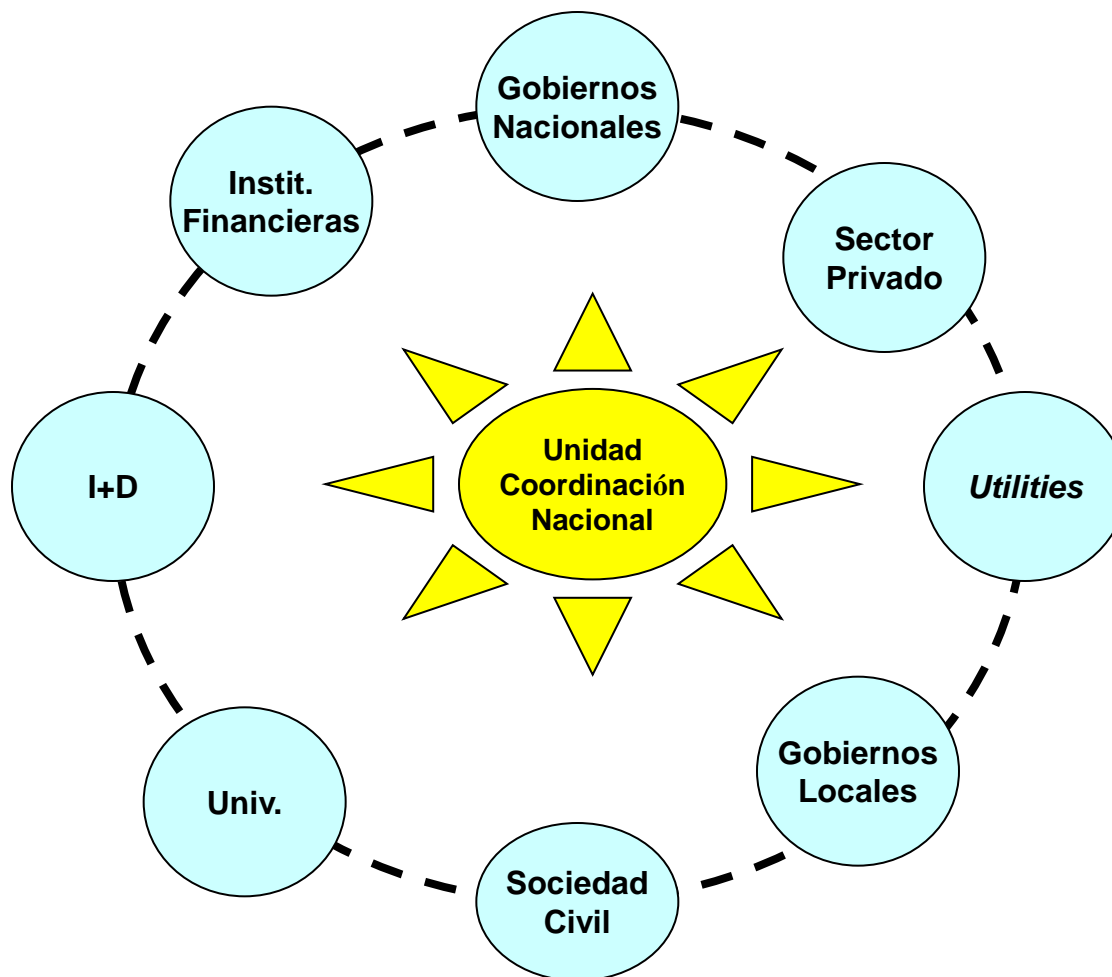 Gobiernos
Nacionales
Instit.
Financieras
Sector
Privado
I+D
Unidad
Coordinación
Nacional
Utilities
Gobiernos
Locales
Univ.
Sociedad
Civil